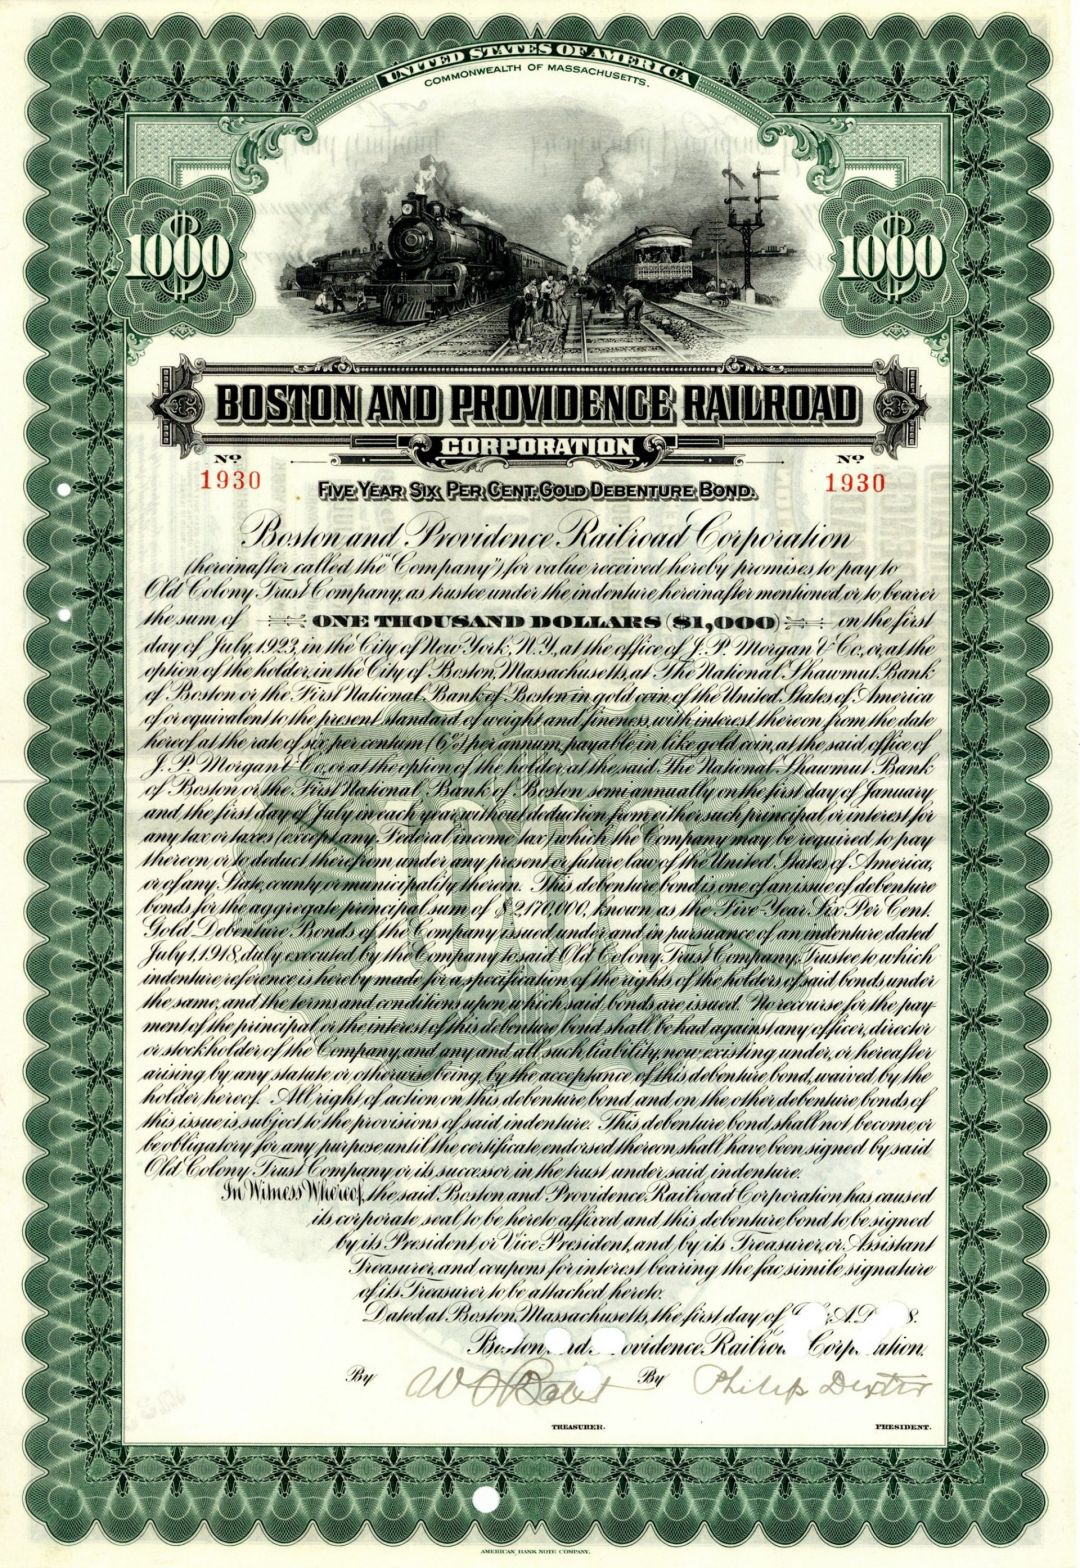 UNITED STATES OF AMERICA
COMMONWEALTH OF MASSACHUSETTS.
1000 1000
BOSTON AND PROVIDENCE RAILROAD
CORPORATION
No. No.
1930 1930
FIVE YEAR SIX PER CENT. GOLD DEBENTURE BOND.
Boston and Providence Railroad Corporation
(hereinafter called the "Company"), for value received hereby promises to pay to
Old Colony Trust Company, as trustee under the indenture hereinafter mentioned, or to bearer
the sum of ONE THOUSAND DOLLARS ($1,000) on the first
day of July, 1923, in the City of New York, N.Y., at the office of J. P. Morgan & Co., or, at the
option of the holder, in the City of Boston, Massachusetts, at The National Shawmut Bank
of Boston or the First National Bank of Boston in gold coin of the United States of America
of or equivalent to the present standard of weight and fineness, with interest thereon from the date
hereof at the rate of six per centum (6%) per annum, payable in like gold coin, at the said office of
J. P. Morgan & Co., or at the option of the holder, at the said The National Shawmut Bank
of Boston or the First National Bank of Boston semi annually on the first day of January
and the first day of July in each year, without deduction from either such principal or interest for
any tax or taxes (except any Federal income tax), which the Company may be required to pay
thereon or to deduct therefrom under any present or future law of the United States of America,
or of any State, county or municipality therein. This debenture bond is one of an issue of debenture
bonds for the aggregate principal sum of $2,170,000, known as the Five-Year Six Per Cent.
Gold Debenture Bonds of the Company issued under and in pursuance of an indenture, dated
July 1, 1918, duly executed by the Company to said Old Colony Trust Company, Trustee to which
indenture reference is hereby made for a specification of the rights of the holders of said bonds under
the same, and the terms and conditions upon which said bonds are issued. No recourse for the pay
ment of the principal or the interest of this debenture bond shall be had against any officer, director
or stockholder of the Company, and any and all such liability, now existing under, or hereafter
arising by any statute or otherwise being, by the acceptance of this debenture bond, waived by the
holder hereof. All right of action on this debenture bond and on the other debenture bonds of
this issue is subject to the provisions of said indenture. This debenture bond shall not become or
be obligatory for any purpose until the certificate endorsed thereon shall have been signed by said
Old Colony Trust Company or its successor in the trust under said indenture.
In Witness Whereof, the said Boston and Providence Railroad Corporation has caused
its corporate seal to be hereto affixed and this debenture bond to be signed
by its President or Vice President, and, by its Treasurer, or Assistant
Treasurer, and coupons for interest bearing the fac simile signature
of its Treasurer to be attached hereto.
Dated at Boston, Massachusetts, the first day of A.D. 8.
Boston and Providence Railroad Corporation.
By By Philip Dexter
TREASURER. PRESIDENT.
AMERICAN BANK NOTE COMPANY.